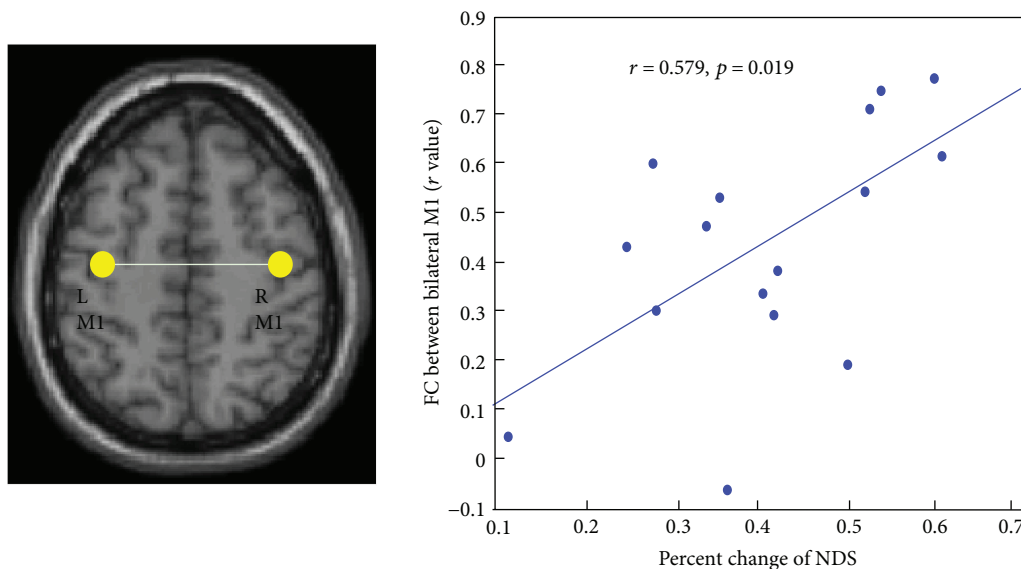 L
M1
R
M1
r = 0.579, p = 0.019
FC between bilateral M1 (r value)
0.9
0.8
0.7
0.6
0.5
0.4
0.3
0.2
0.1
0
−0.1
0.1
0.2
0.3
0.4
0.5
0.6
0.7
Percent change of NDS